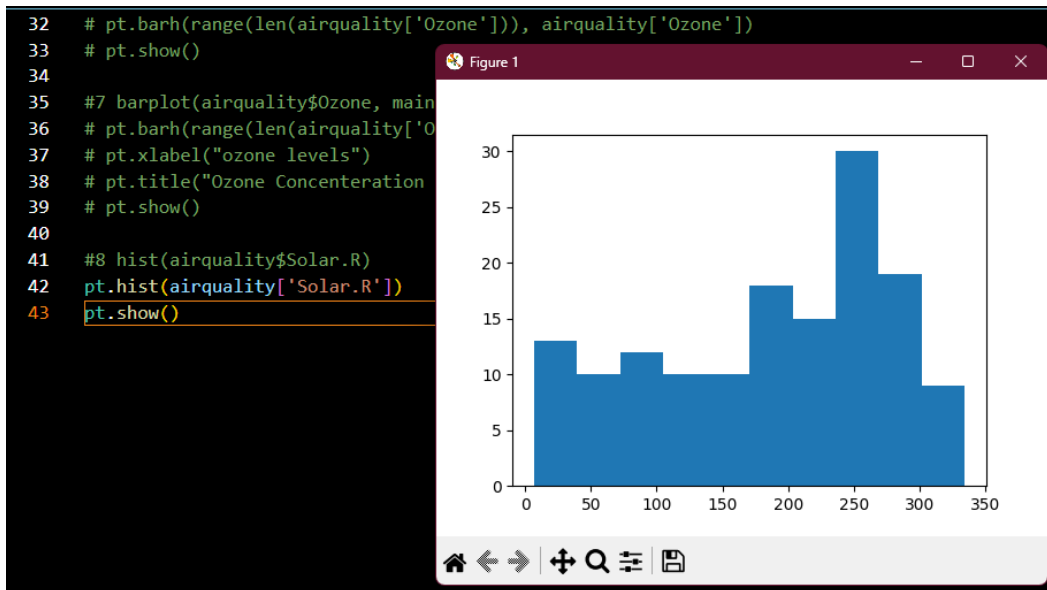 32 # pt.barh(range(len(airquality['Ozone'])), airquality['Ozone'])
33 # pt.show()
34
35 #7 barplot(airquality$Ozone, main
36 # pt.barh(range(len(airquality['O
37 # pt.xlabel("ozone levels")
38 # pt.title("Ozone Concenteration
39 # pt.show()
40
41 #8 hist(airquality$Solar.R)
42 pt.hist(airquality['Solar.R'])
43 pt.show()
Figure 1
30
25
20
15
10
5
0
0 50 100 150 200 250 300 350